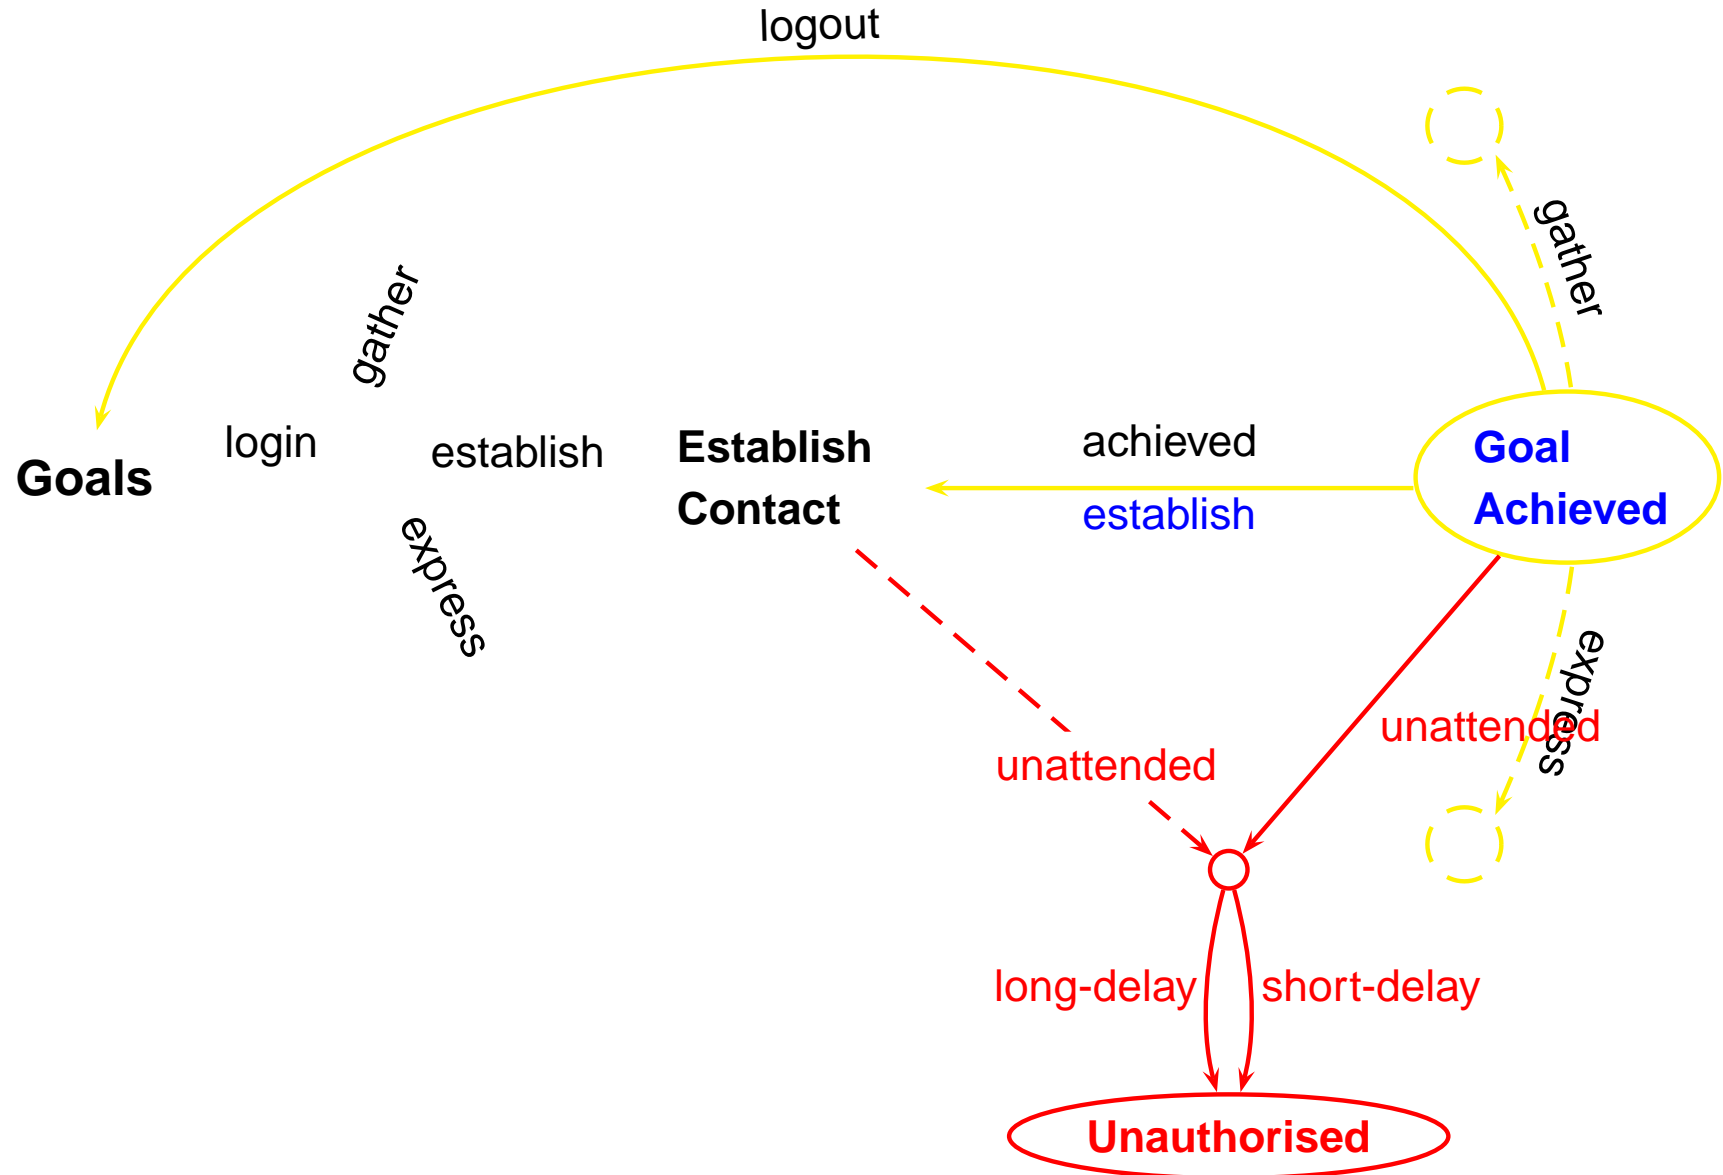 logout
gather
gather
login
establish
Goals
Establish
Contact
achieved
establish
Goal
Achieved
express
express
unattended
unattended
long-delay
short-delay
Unauthorised